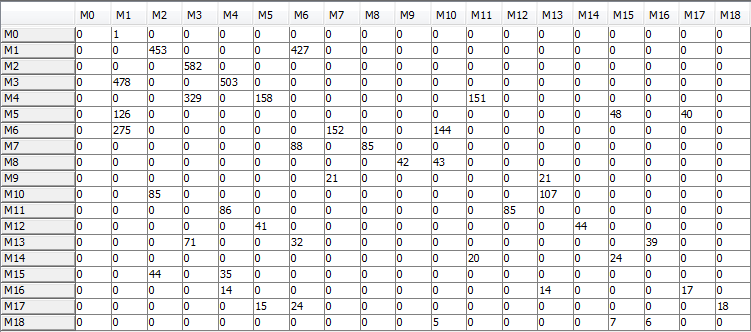 M0 M1 M2 M3 M4 M5 M6 M7 M8 M9 M10 M11 M12 M13 M14 M15 M16 M17 M18
M0 0 1 0 0 0 0 0 0 0 0 0 0 0 0 0 0 0 0 0
M1 0 0 453 0 0 0 427 0 0 0 0 0 0 0 0 0 0 0 0
M2 0 0 0 582 0 0 0 0 0 0 0 0 0 0 0 0 0 0 0
M3 0 478 0 0 503 0 0 0 0 0 0 0 0 0 0 0 0 0 0
M4 0 0 0 329 0 158 0 0 0 0 0 151 0 0 0 0 0 0 0
M5 0 126 0 0 0 0 0 0 0 0 0 0 0 0 0 48 0 40 0
M6 0 275 0 0 0 0 0 152 0 0 144 0 0 0 0 0 0 0 0
M7 0 0 0 0 0 0 88 0 85 0 0 0 0 0 0 0 0 0 0
M8 0 0 0 0 0 0 0 0 0 42 43 0 0 0 0 0 0 0 0
M9 0 0 0 0 0 0 0 21 0 0 0 0 0 21 0 0 0 0 0
M10 0 0 85 0 0 0 0 0 0 0 0 0 0 107 0 0 0 0 0
M11 0 0 0 0 86 0 0 0 0 0 0 0 85 0 0 0 0 0 0
M12 0 0 0 0 0 41 0 0 0 0 0 0 0 0 44 0 0 0 0
M13 0 0 0 71 0 0 32 0 0 0 0 0 0 0 0 0 39 0 0
M14 0 0 0 0 0 0 0 0 0 0 0 20 0 0 0 24 0 0 0
M15 0 0 44 0 35 0 0 0 0 0 0 0 0 0 0 0 0 0 0
M16 0 0 0 0 14 0 0 0 0 0 0 0 0 14 0 0 0 17 0
M17 0 0 0 0 0 15 24 0 0 0 0 0 0 0 0 0 0 0 18
M18 0 0 0 0 0 0 0 0 0 0 5 0 0 0 0 7 6 0 0